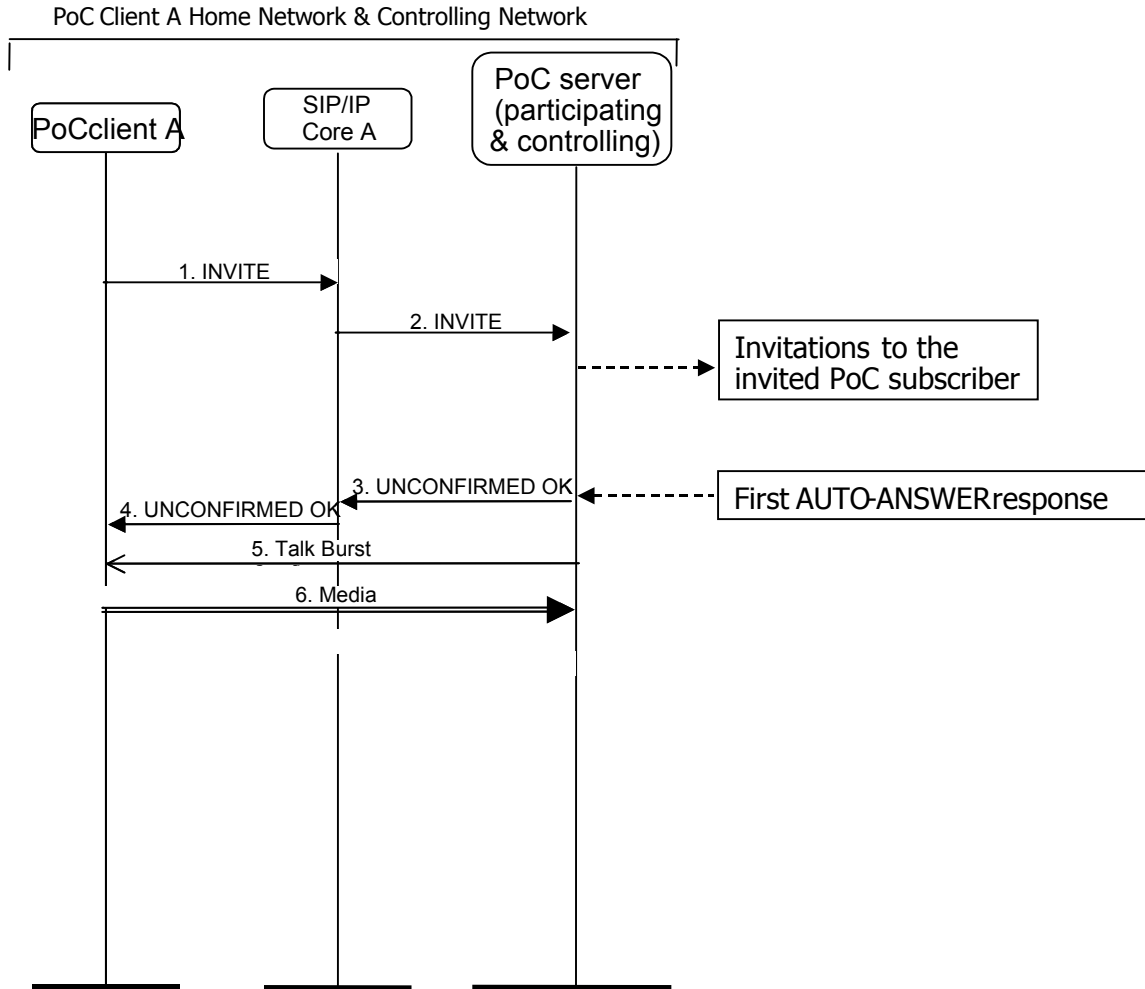 PoC Client A Home Network & Controlling Network
PoCclient A
SIP/IP
Core A
PoC server
(participating
& controlling)
1. INVITE
2. INVITE
Invitations to the
invited PoC subscriber
3. UNCONFIRMED OK
First AUTO-ANSWERresponse
4. UNCONFIRMED OK
5. Talk Burst
6. Media